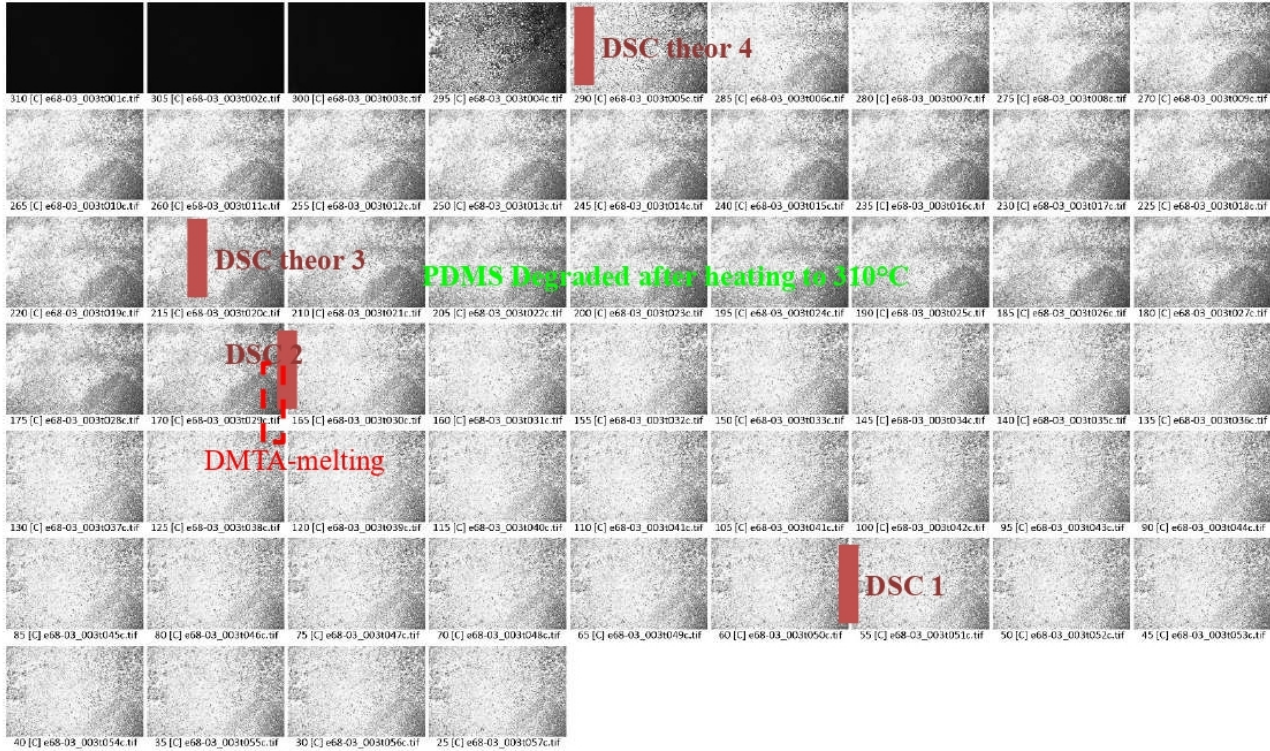 DSC theor 4
310 [C] e68-03_003t001c.tif 305 [C] e68-03_003t002c.tif 300 [C] e68-03_003t003c.tif 295 [C] e68-03_003t004c.tif 290 [C] e68-03_003t005c.tif 285 [C] e68-03_003t006c.tif 280 [C] e68-03_003t007c.tif 275 [C] e68-03_003t008c.tif 270 [C] e68-03_003t009c.tif
265 [C] e68-03_003t010c.tif 260 [C] e68-03_003t011c.tif 255 [C] e68-03_003t012c.tif 250 [C] e68-03_003t013c.tif 245 [C] e68-03_003t014c.tif 240 [C] e68-03_003t015c.tif 235 [C] e68-03_003t016c.tif 230 [C] e68-03_003t017c.tif 225 [C] e68-03_003t018c.tif
DSC theor 3
PDMS Degraded after heating to 310°C
220 [C] e68-03_003t019c.tif 215 [C] e68-03_003t020c.tif 210 [C] e68-03_003t021c.tif 205 [C] e68-03_003t022c.tif 200 [C] e68-03_003t023c.tif 195 [C] e68-03_003t024c.tif 190 [C] e68-03_003t025c.tif 185 [C] e68-03_003t026c.tif 180 [C] e68-03_003t027c.tif
DSC 2
175 [C] e68-03_003t028c.tif 170 [C] e68-03_003t029c.tif 165 [C] e68-03_003t030c.tif 160 [C] e68-03_003t031c.tif 155 [C] e68-03_003t032c.tif 150 [C] e68-03_003t033c.tif 145 [C] e68-03_003t034c.tif 140 [C] e68-03_003t035c.tif 135 [C] e68-03_003t036c.tif
DMTA-melting
130 [C] e68-03_003t037c.tif 125 [C] e68-03_003t038c.tif 120 [C] e68-03_003t039c.tif 115 [C] e68-03_003t040c.tif 110 [C] e68-03_003t041c.tif 105 [C] e68-03_003t041c.tif 100 [C] e68-03_003t042c.tif 95 [C] e68-03_003t043c.tif 90 [C] e68-03_003t044c.tif
DSC 1
85 [C] e68-03_003t045c.tif 80 [C] e68-03_003t046c.tif 75 [C] e68-03_003t047c.tif 70 [C] e68-03_003t048c.tif 65 [C] e68-03_003t049c.tif 60 [C] e68-03_003t050c.tif 55 [C] e68-03_003t051c.tif 50 [C] e68-03_003t052c.tif 45 [C] e68-03_003t053c.tif
40 [C] e68-03_003t054c.tif 35 [C] e68-03_003t055c.tif 30 [C] e68-03_003t056c.tif 25 [C] e68-03_003t057c.tif